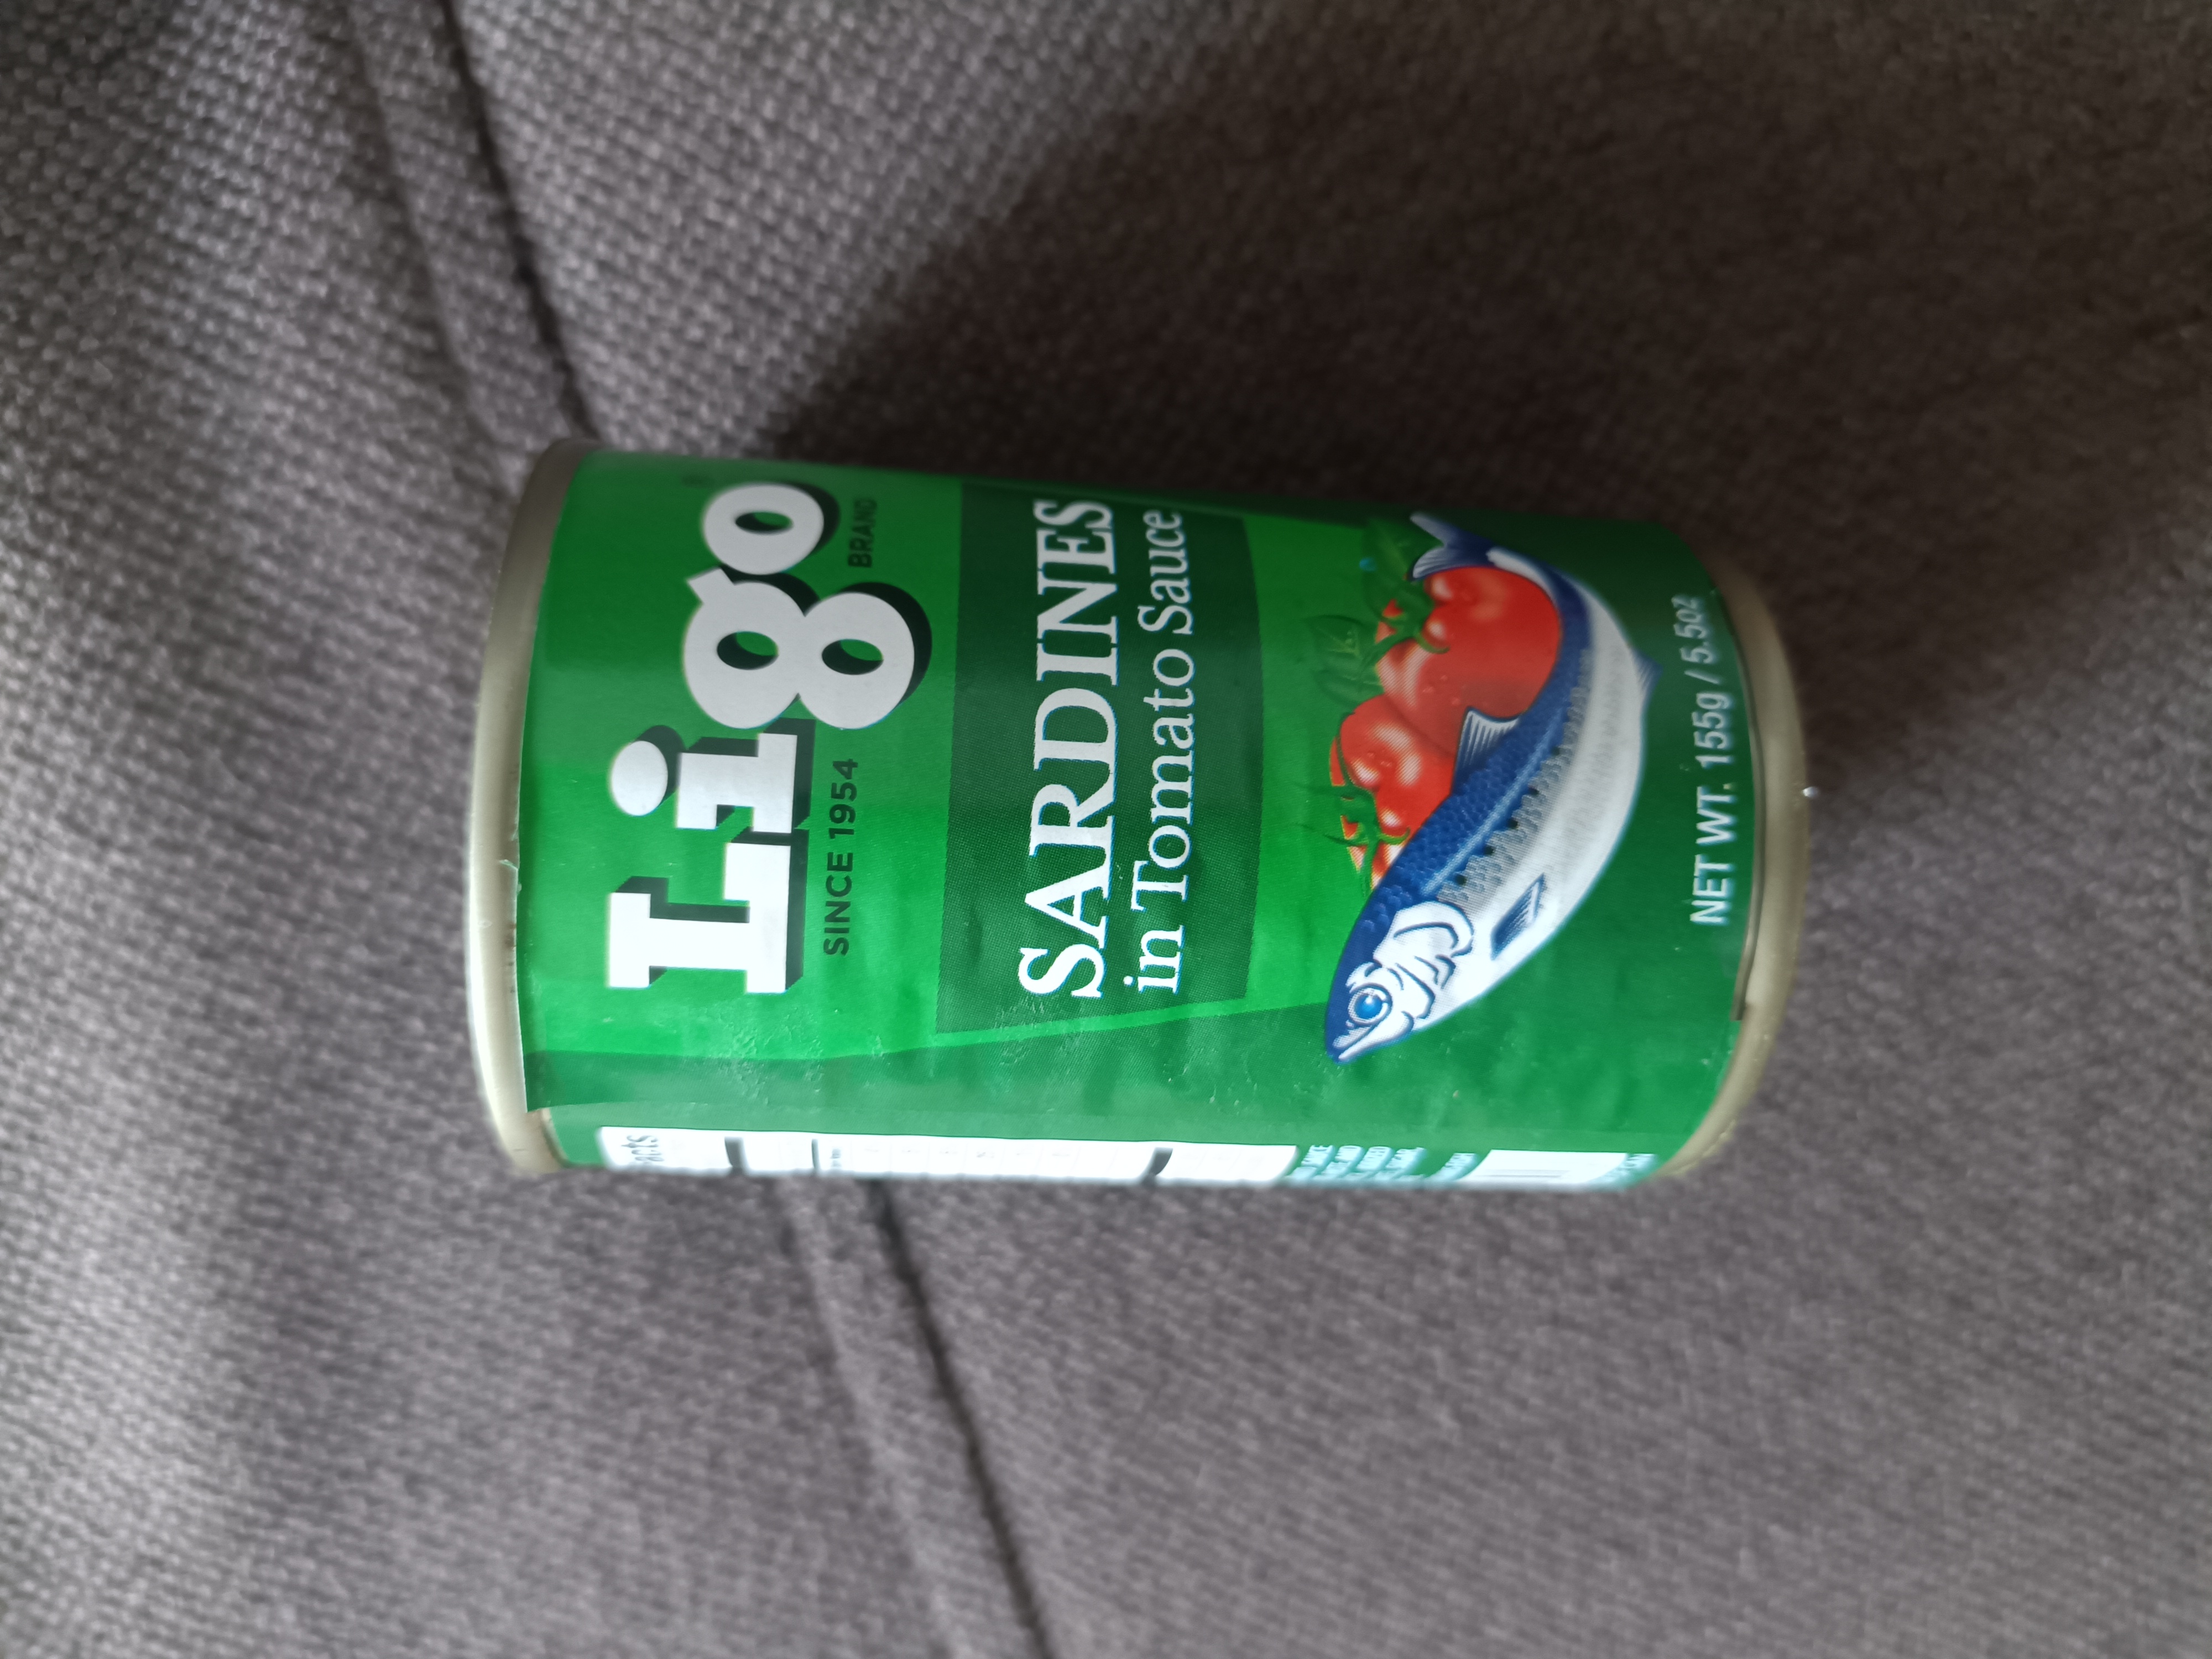 Ligo
SINCE 1954 BRAND
SARDINES
in Tomato Sauce
NET WT. 155g / 5.5oz